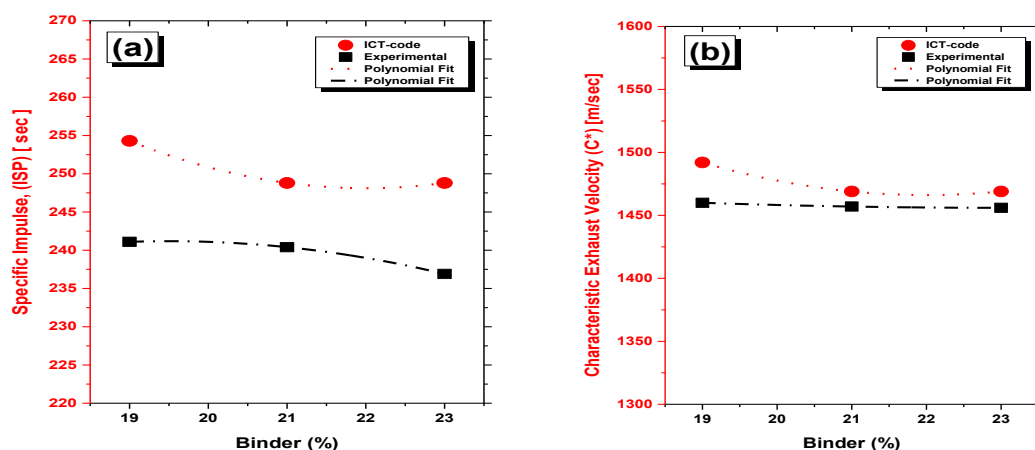 (a)
ICT-code
Experimental
Polynomial Fit
Polynomial Fit
Specific Impulse, (ISP) [ sec ]
270
265
260
255
250
245
240
235
230
225
220
19 20 21 22 23
Binder (%)
(b)
ICT-code
Experimental
Polynomial Fit
Polynomial Fit
Characteristic Exhaust Velocity (C*) [m/sec]
1600
1550
1500
1450
1400
1350
1300
19 20 21 22 23
Binder (%)